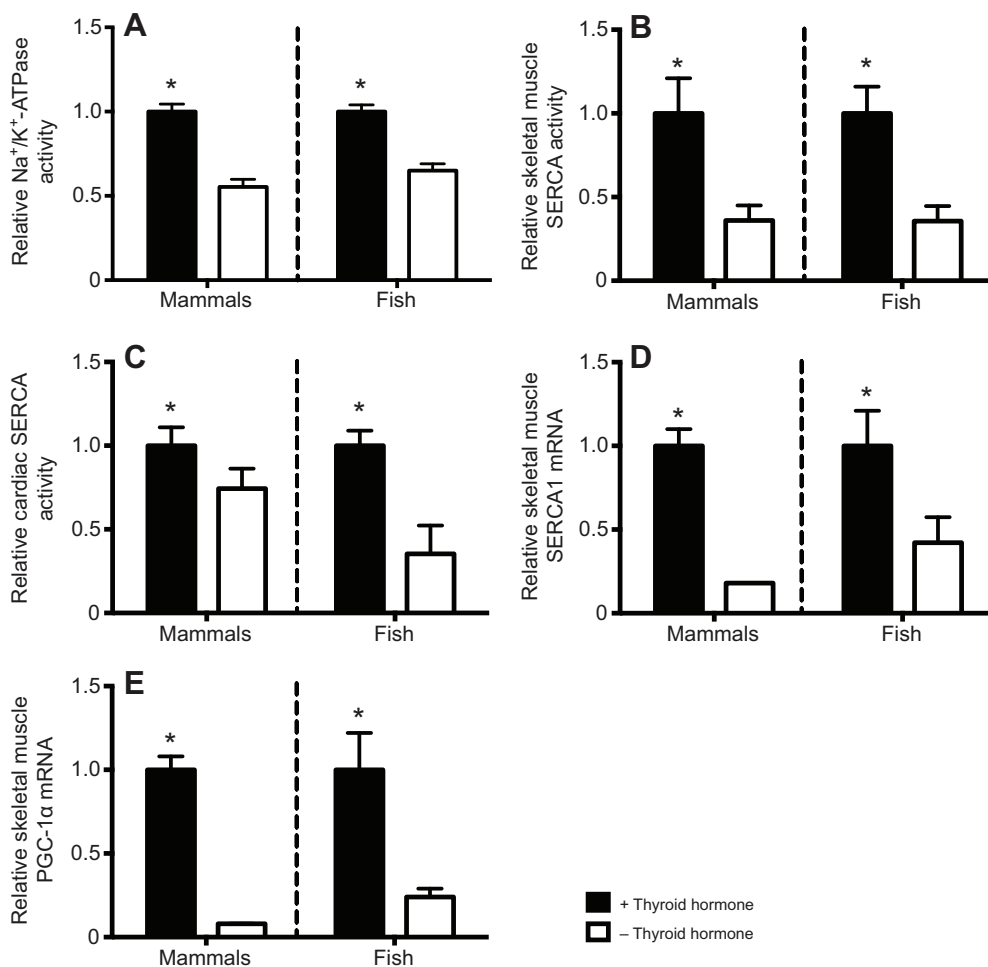 A
Relative Na⁺/K⁺-ATPase
activity
1.5
1.0
0.5
0
*
*
Mammals
Fish
B
Relative skeletal muscle
SERCA activity
1.5
1.0
0.5
0
*
*
Mammals
Fish
C
Relative cardiac SERCA
activity
1.5
1.0
0.5
0
*
*
Mammals
Fish
D
Relative skeletal muscle
SERCA1 mRNA
1.5
1.0
0.5
0
*
*
Mammals
Fish
E
Relative skeletal muscle
PGC-1α mRNA
1.5
1.0
0.5
0
*
*
Mammals
Fish
+ Thyroid hormone
– Thyroid hormone